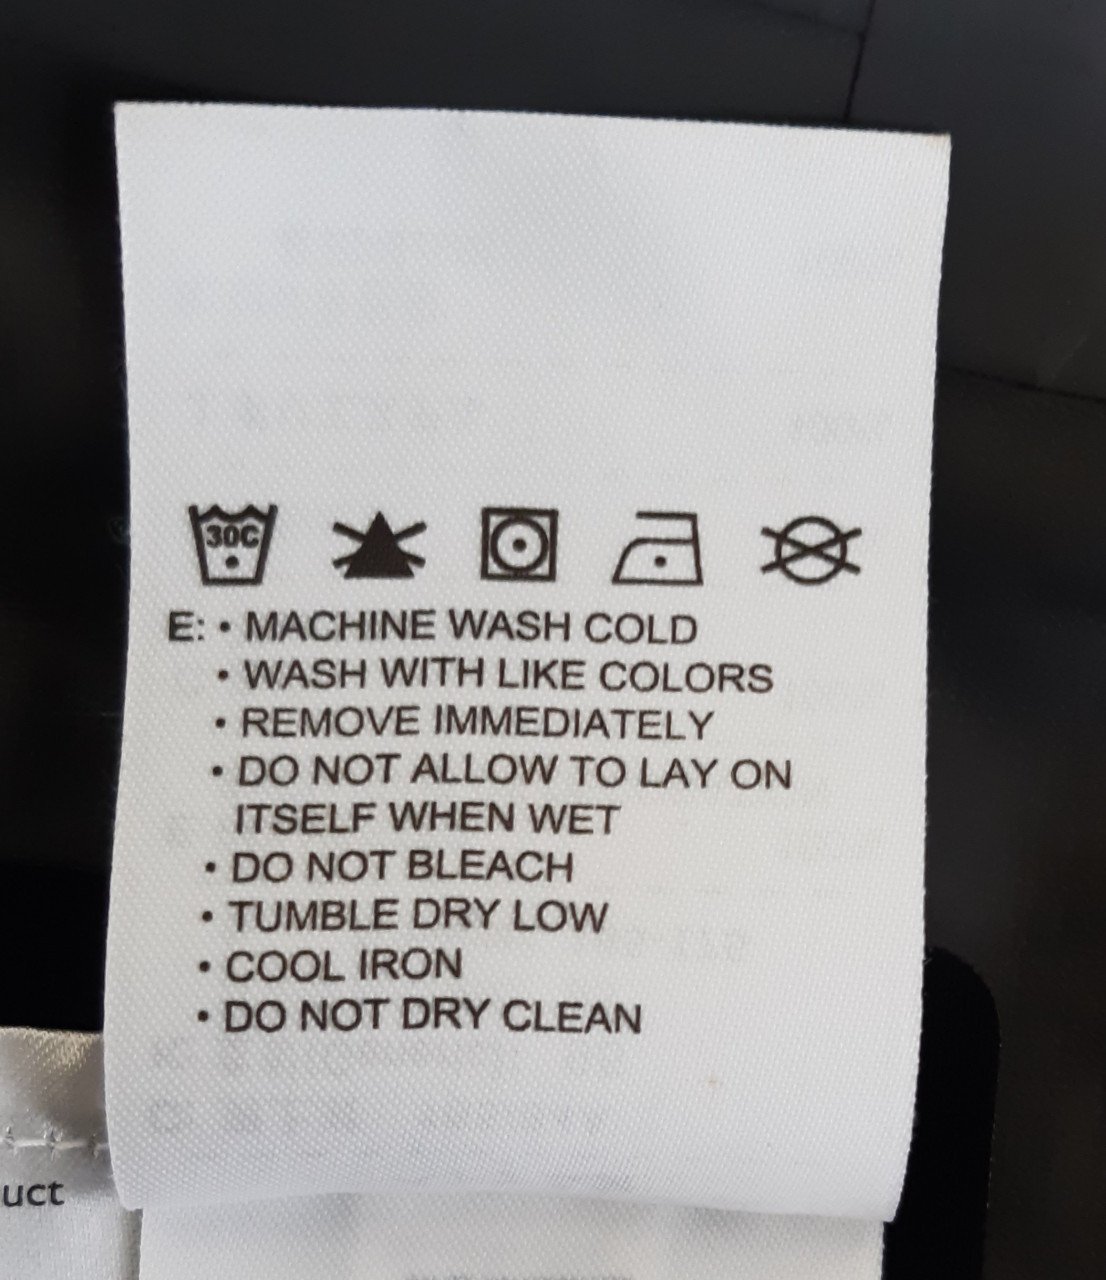 30C
E: • MACHINE WASH COLD
• WASH WITH LIKE COLORS
• REMOVE IMMEDIATELY
• DO NOT ALLOW TO LAY ON
ITSELF WHEN WET
• DO NOT BLEACH
• TUMBLE DRY LOW
• COOL IRON
• DO NOT DRY CLEAN
uct